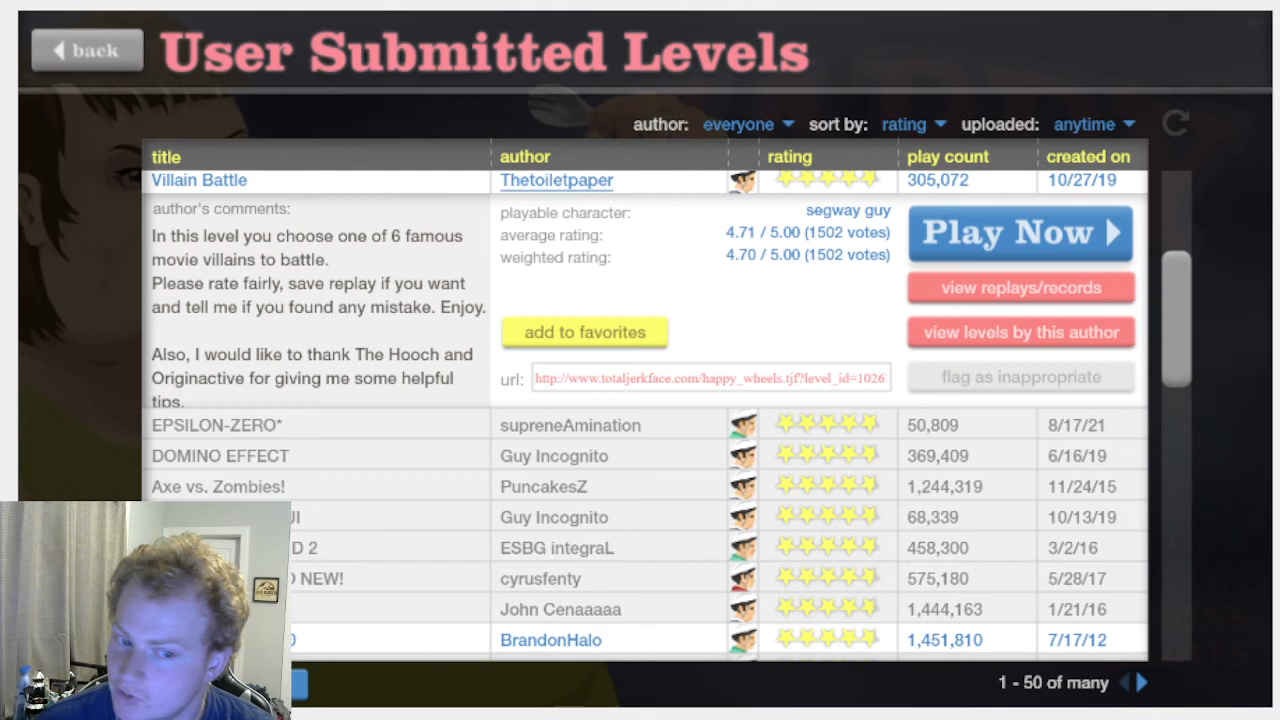 back
User Submitted Levels
author: everyone sort by: rating uploaded: anytime
title author rating play count created on
Villain Battle Thetoiletpaper 305,072 10/27/19
author's comments:
In this level you choose one of 6 famous
movie villains to battle.
Please rate fairly, save replay if you want
and tell me if you found any mistake. Enjoy.
Also, I would like to thank The Hooch and
Originactive for giving me some helpful
tips.
playable character: segway guy
average rating: 4.71 / 5.00 (1502 votes)
weighted rating: 4.70 / 5.00 (1502 votes)
add to favorites
url: http://www.totaljerkface.com/happy_wheels.tjf?level_id=1026
Play Now
view replays/records
view levels by this author
flag as inappropriate
EPSILON-ZERO* supreneAmination 50,809 8/17/21
DOMINO EFFECT Guy Incognito 369,409 6/16/19
Axe vs. Zombies! PuncakesZ 1,244,319 11/24/15
Guy Incognito 68,339 10/13/19
D 2 ESBG integraL 458,300 3/2/16
NEW! cyrusfenty 575,180 5/28/17
John Cenaaaaa 1,444,163 1/21/16
BrandonHalo 1,451,810 7/17/12
1 - 50 of many